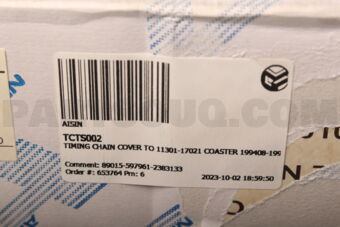 AISIN
TCTS002
TIMING CHAIN COVER TO 11301-17021 COASTER 199408-199
Comment: 89015-597961-2383133
Order #: 653764 Pm: 6
2023-10-02 18:59:50